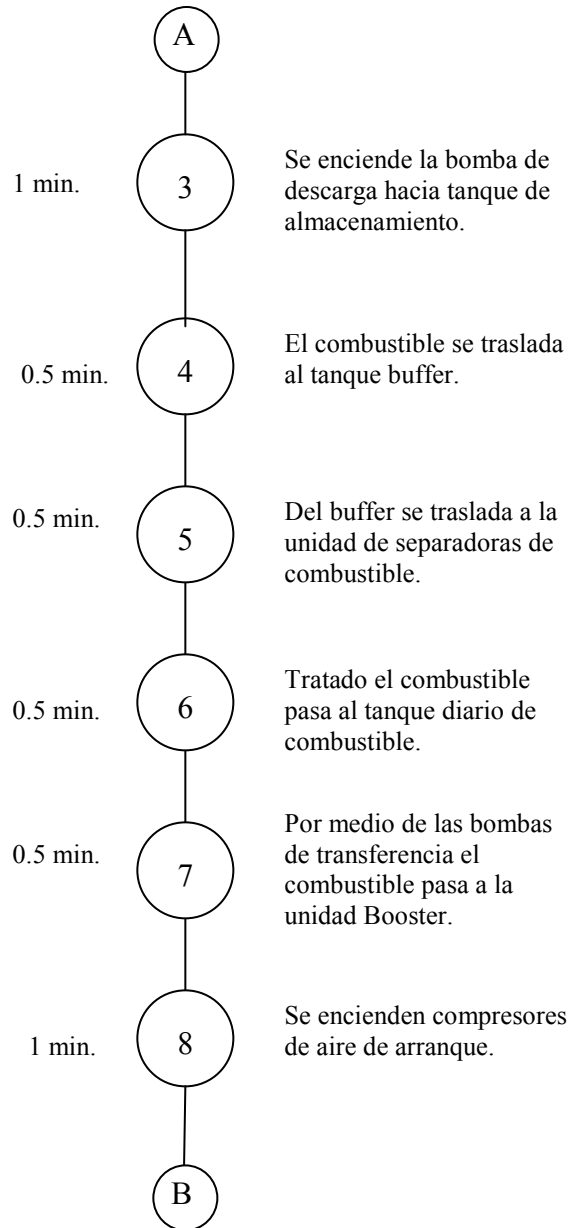 A
1 min.
3
Se enciende la bomba de
descarga hacia tanque de
almacenamiento.
0.5 min.
4
El combustible se traslada
al tanque buffer.
0.5 min.
5
Del buffer se traslada a la
unidad de separadoras de
combustible.
0.5 min.
6
Tratado el combustible
pasa al tanque diario de
combustible.
0.5 min.
7
Por medio de las bombas
de transferencia el
combustible pasa a la
unidad Booster.
1 min.
8
Se encienden compresores
de aire de arranque.
B